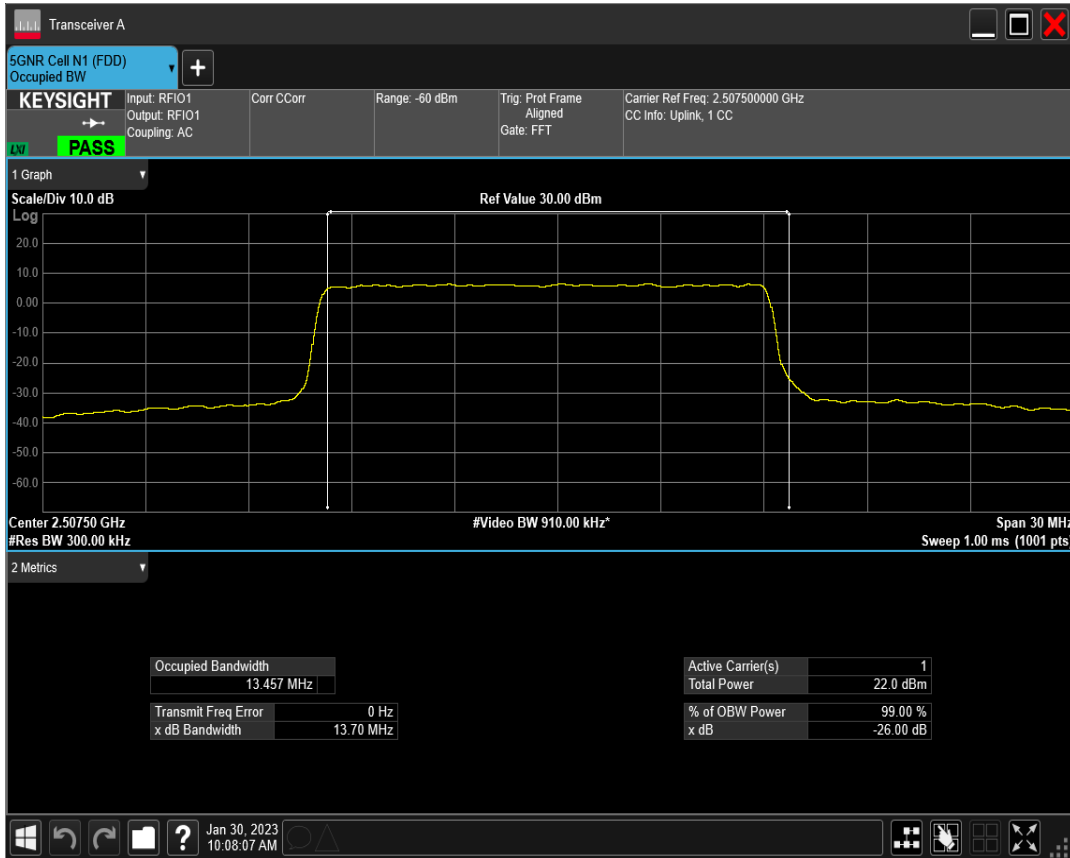 Transceiver A
5GNR Cell N1 (FDD)
Occupied BW
+
KEYSIGHT
LXI
PASS
Input: RFIO1
Output: RFIO1
Coupling: AC
Corr CCorr
Range: -60 dBm
Trig: Prot Frame
Aligned
Gate: FFT
Carrier Ref Freq: 2.507500000 GHz
CC Info: Uplink, 1 CC
1 Graph
Scale/Div 10.0 dB
Ref Value 30.00 dBm
Log
20.0
10.0
0.00
-10.0
-20.0
-30.0
-40.0
-50.0
-60.0
Center 2.50750 GHz
#Video BW 910.00 kHz*
Span 30 MHz
#Res BW 300.00 kHz
Sweep 1.00 ms (1001 pts)
2 Metrics
Occupied Bandwidth
13.457 MHz
Transmit Freq Error 0 Hz
x dB Bandwidth 13.70 MHz
Active Carrier(s) 1
Total Power 22.0 dBm
% of OBW Power 99.00 %
x dB -26.00 dB
?
Jan 30, 2023
10:08:07 AM